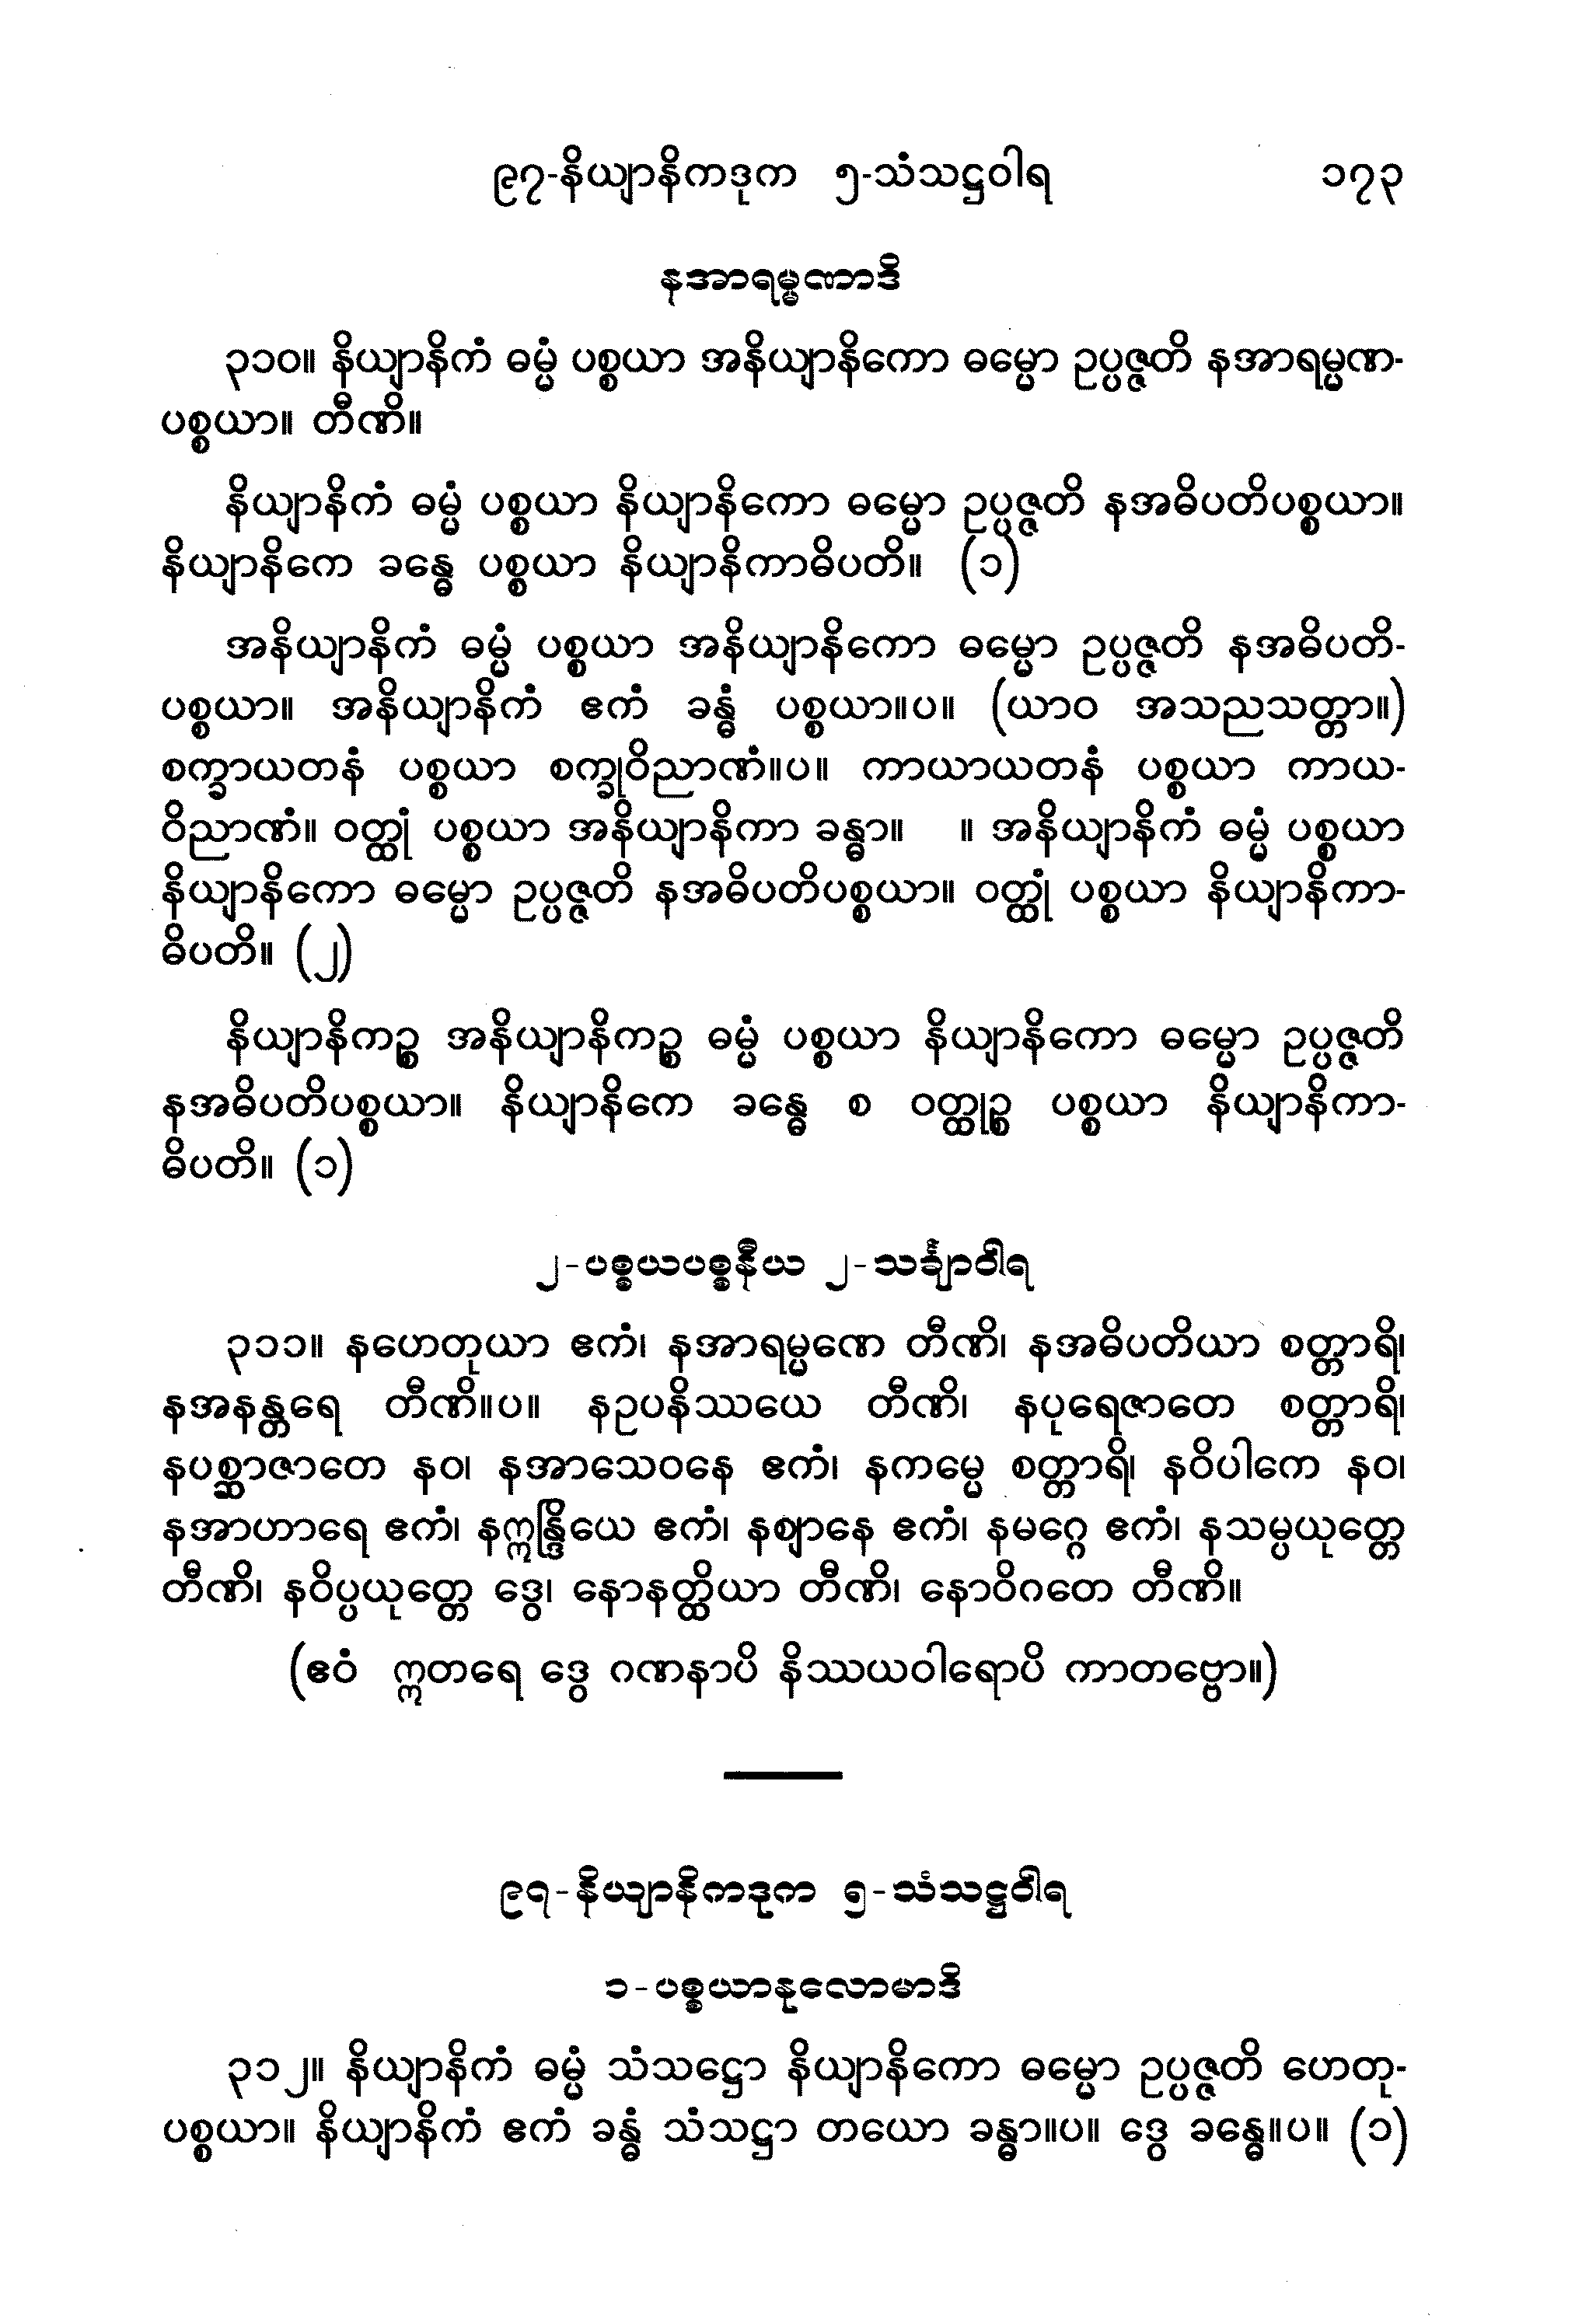 ၉၇-နိယျာနိကဒုက ၅-သံသဋ္ဌဝါရ ၁၇၃
နအာရမ္မဏာဒိ
၃၁၀။ နိယျာနိကံ ဓမ္မံ ပစ္စယာ အနိယျာနိကော ဓမ္မော ဥပ္ပဇ္ဇတိ နအာရမ္မဏ-
ပစ္စယာ။ တီဏိ။
နိယျာနိကံ ဓမ္မံ ပစ္စယာ နိယျာနိကော ဓမ္မော ဥပ္ပဇ္ဇတိ နအဓိပတိပစ္စယာ။
နိယျာနိကေ ခန္ဓေ ပစ္စယာ နိယျာနိကာဓိပတိ။ (၁)
အနိယျာနိကံ ဓမ္မံ ပစ္စယာ အနိယျာနိကော ဓမ္မော ဥပ္ပဇ္ဇတိ နအဓိပတိ-
ပစ္စယာ။ အနိယျာနိကံ ဧကံ ခန္ဓံ ပစ္စယာ။ပ။ (ယာဝ အသညသတ္တာ။)
စက္ခာယတနံ ပစ္စယာ စက္ခုဝိညာဏံ။ပ။ ကာယာယတနံ ပစ္စယာ ကာယ-
ဝိညာဏံ။ ဝတ္ထုံ ပစ္စယာ အနိယျာနိကာ ခန္ဓာ။ ။ အနိယျာနိကံ ဓမ္မံ ပစ္စယာ
နိယျာနိကော ဓမ္မော ဥပ္ပဇ္ဇတိ နအဓိပတိပစ္စယာ။ ဝတ္ထုံ ပစ္စယာ နိယျာနိကာ-
ဓိပတိ။ (၂)
နိယျာနိကဉ္စ အနိယျာနိကဉ္စ ဓမ္မံ ပစ္စယာ နိယျာနိကော ဓမ္မော ဥပ္ပဇ္ဇတိ
နအဓိပတိပစ္စယာ။ နိယျာနိကေ ခန္ဓေ စ ဝတ္ထုဉ္စ ပစ္စယာ နိယျာနိကာ-
ဓိပတိ။ (၁)
၂-ပစ္စယပစ္စနီယ ၂-သင်္ချာဝါရ
၃၁၁။ နဟေတုယာ ဧကံ၊ နအာရမ္မဏေ တီဏိ၊ နအဓိပတိယာ စတ္တာရိ၊
နအနန္တရေ တီဏိ။ပ။ နဥပနိဿယေ တီဏိ၊ နပုရေဇာတေ စတ္တာရိ၊
နပစ္ဆာဇာတေ နဝ၊ နအာသေဝနေ ဧကံ၊ နကမ္မေ စတ္တာရိ၊ နဝိပါကေ နဝ၊
နအာဟာရေ ဧကံ၊ နဣန္ဒြိယေ ဧကံ၊ နဈာနေ ဧကံ၊ နမဂ္ဂေ ဧကံ၊ နသမ္ပယုတ္တေ
တီဏိ၊ နဝိပ္ပယုတ္တေ ဒွေ၊ နောနတ္ထိယာ တီဏိ၊ နောဝိဂတေ တီဏိ။
(ဧဝံ ဣတရေ ဒွေ ဂဏနာပိ နိဿယဝါရောပိ ကာတဗ္ဗော။)
၉၇-နိယျာနိကဒုက ၅-သံသဋ္ဌဝါရ
၁-ပစ္စယာနုလောမာဒိ
၃၁၂။ နိယျာနိကံ ဓမ္မံ သံသဋ္ဌော နိယျာနိကော ဓမ္မော ဥပ္ပဇ္ဇတိ ဟေတု-
ပစ္စယာ။ နိယျာနိကံ ဧကံ ခန္ဓံ သံသဋ္ဌာ တယော ခန္ဓာ။ပ။ ဒွေ ခန္ဓေ။ပ။ (၁)